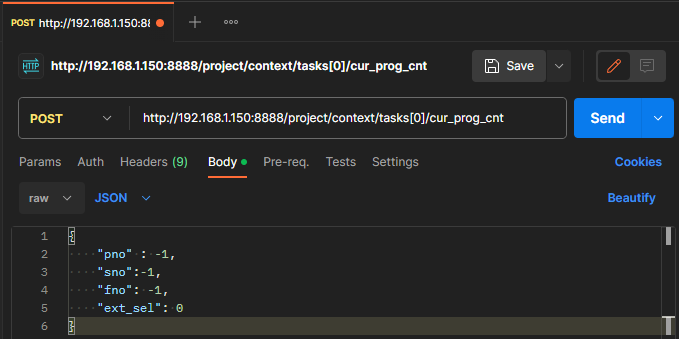 POST http://192.168.1.150:88
HTTP http://192.168.1.150:8888/project/context/tasks[0]/cur_prog_cnt Save
POST http://192.168.1.150:8888/project/context/tasks[0]/cur_prog_cnt Send
Params Auth Headers (9) Body Pre-req. Tests Settings Cookies
raw JSON Beautify
1 {
2 "pno" : -1,
3 "sno":-1,
4 "fno": -1,
5 "ext_sel": 0
6 }